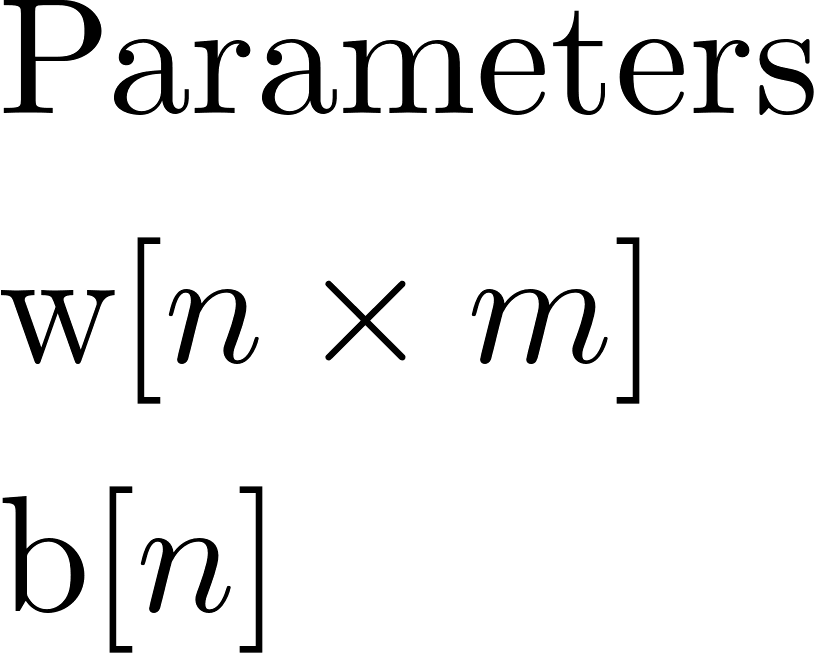 Parameters
w[n × m]
b[n]